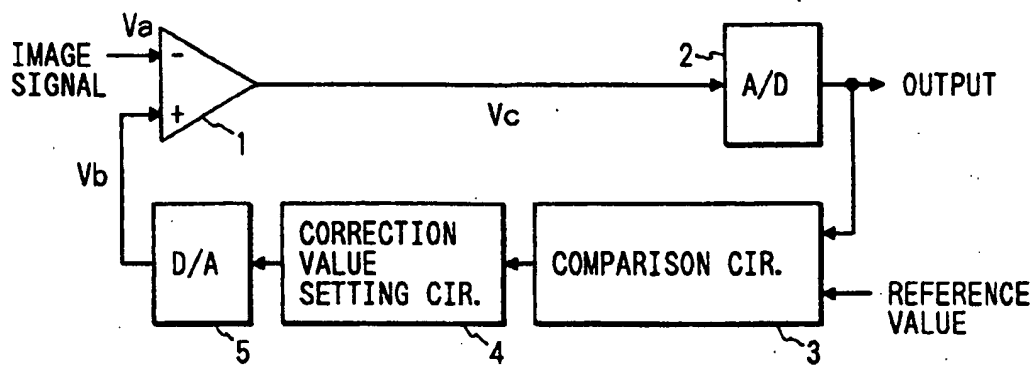 Va
IMAGE
SIGNAL
-
+
1
Vc
2
A/D
OUTPUT
Vb
D/A
5
CORRECTION
VALUE
SETTING CIR.
4
COMPARISON CIR.
3
REFERENCE
VALUE